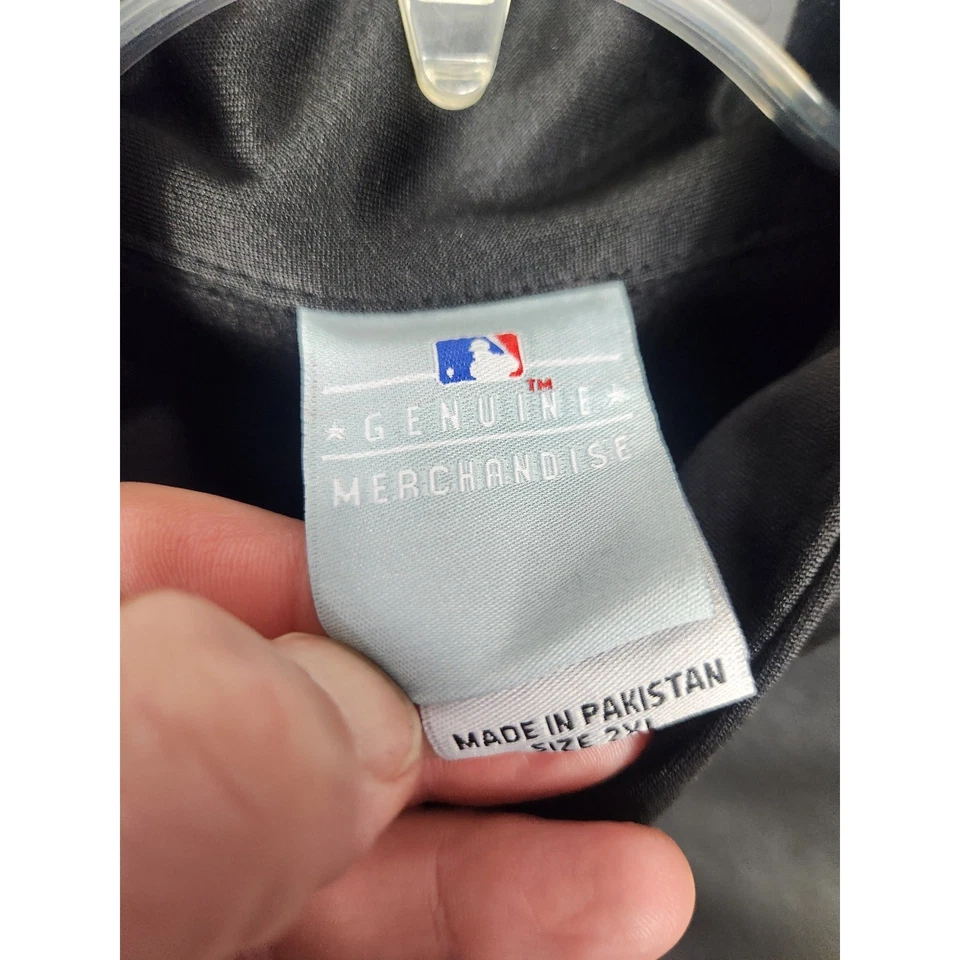 TM
★ GENUINE ★
MERCHANDISE
MADE IN PAKISTAN
SIZE 2XL